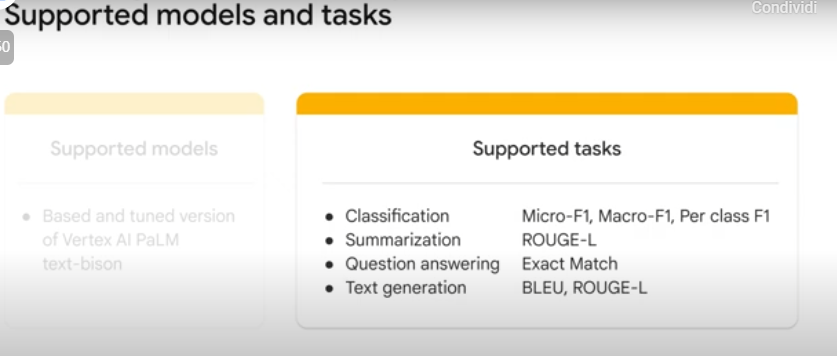 Supported models and tasks
Condividi
Supported models
Based and tuned version
of Vertex AI PaLM
text-bison
Supported tasks
Classification Micro-F1, Macro-F1, Per class F1
Summarization ROUGE-L
Question answering Exact Match
Text generation BLEU, ROUGE-L